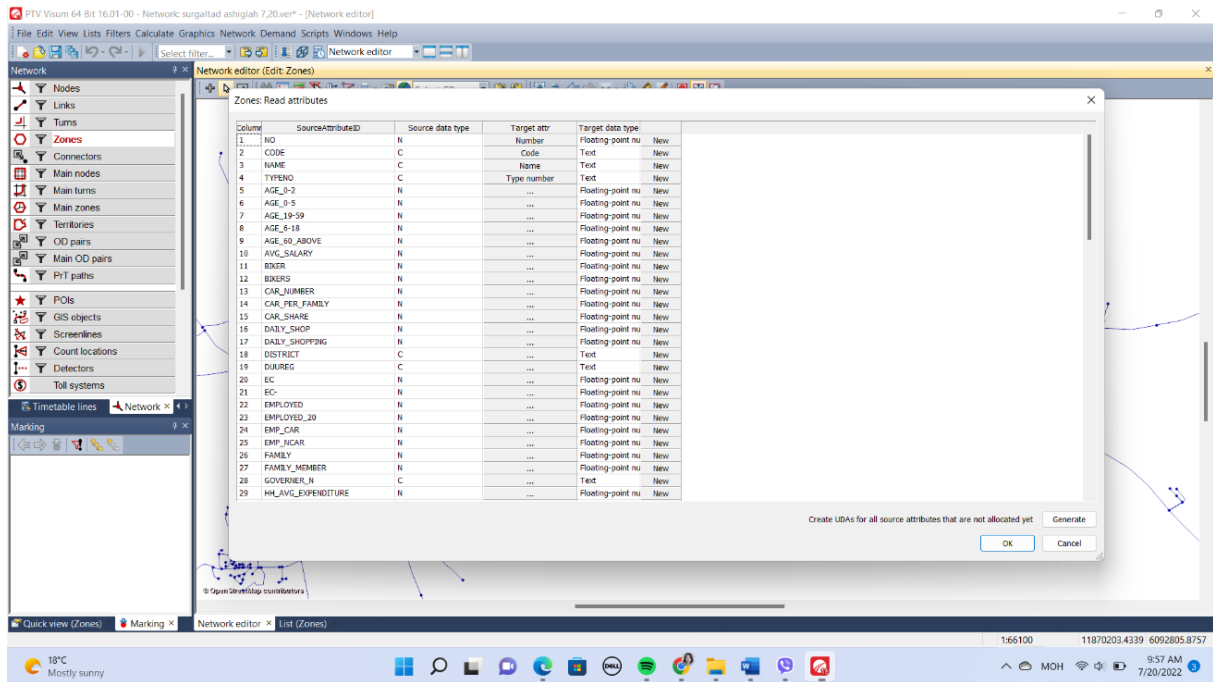 PTV Visum 64 Bit 16.01-00 - Network: surgaltad ashiglah 7,20.ver* - [Network editor]
File Edit View Lists Filters Calculate Graphics Network Demand Scripts Windows Help
Select filter... Network editor
Network
Network editor (Edit: Zones)
Nodes
Links
Turns
Zones
Connectors
Main nodes
Main turns
Main zones
Territories
OD pairs
Main OD pairs
PrT paths
POIs
GIS objects
Screenlines
Count locations
Detectors
Toll systems
Timetable lines Network ×
Marking
Zones: Read attributes
Column SourceAttributeID Source data type Target attr Target data type
1 NO N Number Floating-point nu New
2 CODE C Code Text New
3 NAME C Name Text New
4 TYPENO C Type number Text New
5 AGE_0-2 N ... Floating-point nu New
6 AGE_0-5 N ... Floating-point nu New
7 AGE_19-59 N ... Floating-point nu New
8 AGE_6-18 N ... Floating-point nu New
9 AGE_60_ABOVE N ... Floating-point nu New
10 AVG_SALARY N ... Floating-point nu New
11 BIKER N ... Floating-point nu New
12 BIKERS N ... Floating-point nu New
13 CAR_NUMBER N ... Floating-point nu New
14 CAR_PER_FAMILY N ... Floating-point nu New
15 CAR_SHARE N ... Floating-point nu New
16 DAILY_SHOP N ... Floating-point nu New
17 DAILY_SHOPPING N ... Floating-point nu New
18 DISTRICT C ... Text New
19 DUUREG C ... Text New
20 EC N ... Floating-point nu New
21 EC- N ... Floating-point nu New
22 EMPLOYED N ... Floating-point nu New
23 EMPLOYED_20 N ... Floating-point nu New
24 EMP_CAR N ... Floating-point nu New
25 EMP_NCAR N ... Floating-point nu New
26 FAMILY N ... Floating-point nu New
27 FAMILY_MEMBER N ... Floating-point nu New
28 GOVERNER_N C ... Text New
29 HH_AVG_EXPENDITURE N ... Floating-point nu New
Create UDAs for all source attributes that are not allocated yet Generate
OK Cancel
© OpenStreetMap contributors
Quick view (Zones) Marking × Network editor × List (Zones)
1:66100 11870203.4339 6092805.8757
18°C
Mostly sunny
DELL
MOH
9:57 AM
7/20/2022
3